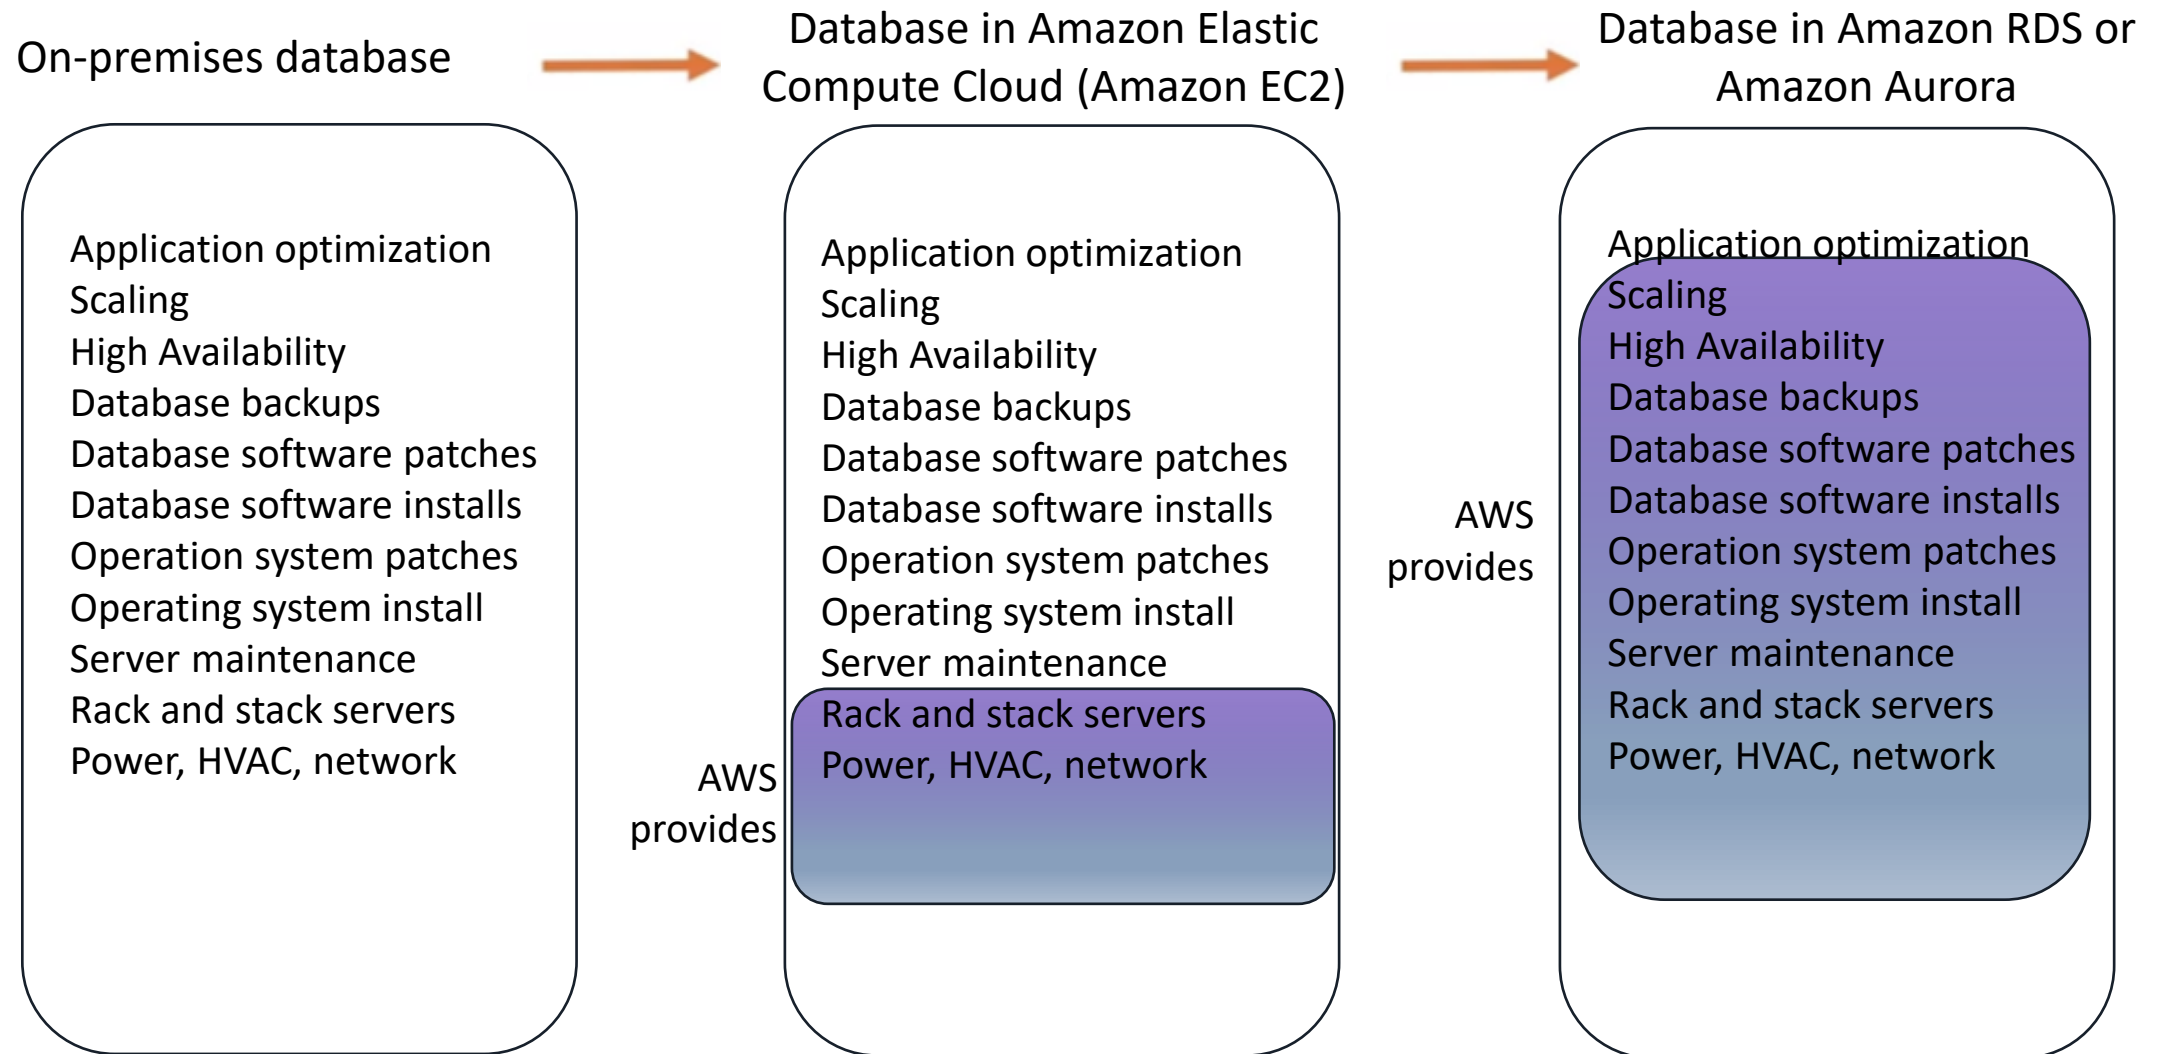 On-premises database
Database in Amazon Elastic
Compute Cloud (Amazon EC2)
Database in Amazon RDS or
Amazon Aurora
Application optimization
Scaling
High Availability
Database backups
Database software patches
Database software installs
Operation system patches
Operating system install
Server maintenance
Rack and stack servers
Power, HVAC, network
AWS
provides
Application optimization
Scaling
High Availability
Database backups
Database software patches
Database software installs
Operation system patches
Operating system install
Server maintenance
Rack and stack servers
Power, HVAC, network
AWS
provides
Application optimization
Scaling
High Availability
Database backups
Database software patches
Database software installs
Operation system patches
Operating system install
Server maintenance
Rack and stack servers
Power, HVAC, network